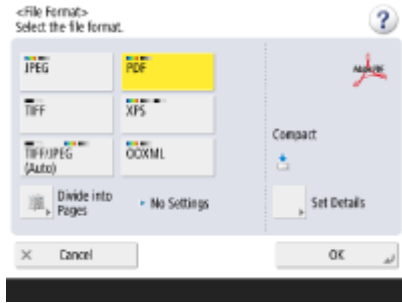 <File Format>
Select the file format.
?
JPEG
PDF
TIFF
XPS
TIFF/JPEG
(Auto)
OOXML
Compact
Divide into
Pages
No Settings
Set Details
Cancel
OK